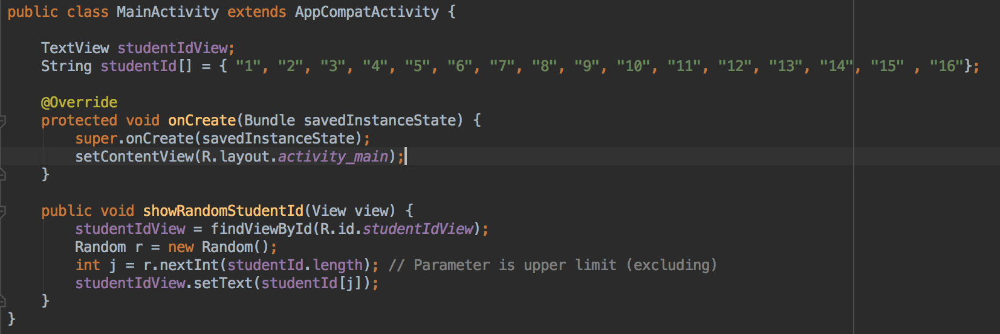 public class MainActivity extends AppCompatActivity {
TextView studentIdView;
String studentId[] = { "1", "2", "3", "4", "5", "6", "7", "8", "9", "10", "11", "12", "13", "14", "15" , "16"};
@Override
protected void onCreate(Bundle savedInstanceState) {
super.onCreate(savedInstanceState);
setContentView(R.layout.activity_main);
}
public void showRandomStudentId(View view) {
studentIdView = findViewById(R.id.studentIdView);
Random r = new Random();
int j = r.nextInt(studentId.length); // Parameter is upper limit (excluding)
studentIdView.setText(studentId[j]);
}
}